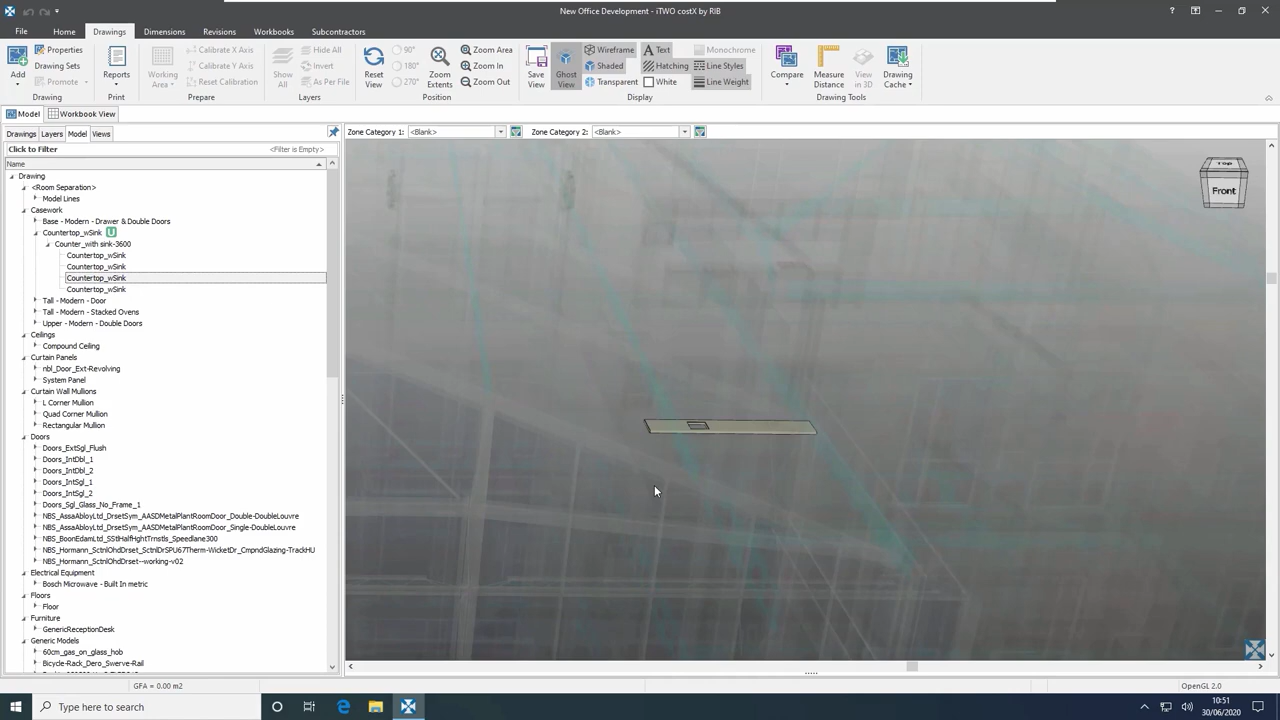 New Office Development - iTWO costX by RIB
File
Home
Drawings
Dimensions
Revisions
Workbooks
Subcontractors
Add
Properties
Drawing Sets
Promote
Drawing
Reports
Print
Working Area
Calibrate X Axis
Calibrate Y Axis
Reset Calibration
Prepare
Show All
Hide All
Invert
As Per File
Layers
Reset View
90°
180°
270°
Zoom Extents
Zoom Area
Zoom In
Zoom Out
Position
Save View
Ghost View
Wireframe
Shaded
Transparent
Text
Hatching
White
Monochrome
Line Styles
Line Weight
Display
Compare
Measure Distance
View in 3D
Drawing Cache
Drawing Tools
Model
Workbook View
Drawings
Layers
Model
Views
Zone Category 1:
<Blank>
Zone Category 2:
<Blank>
Click to Filter
<Filter is Empty>
Name
Drawing
<Room Separation>
Model Lines
Casework
Base - Modern - Drawer & Double Doors
Countertop_wSink U
Counter_with sink-3600
Countertop_wSink
Countertop_wSink
Countertop_wSink
Countertop_wSink
Tall - Modern - Door
Tall - Modern - Stacked Ovens
Upper - Modern - Double Doors
Ceilings
Compound Ceiling
Curtain Panels
nbl_Door_Ext-Revolving
System Panel
Curtain Wall Mullions
L Corner Mullion
Quad Corner Mullion
Rectangular Mullion
Doors
Doors_ExtSgl_Flush
Doors_IntDbl_1
Doors_IntDbl_2
Doors_IntSgl_1
Doors_IntSgl_2
Doors_Sgl_Glass_No_Frame_1
NBS_AssaAbloyLtd_DrsetSym_AASDMetalPlantRoomDoor_Double-DoubleLouvre
NBS_AssaAbloyLtd_DrsetSym_AASDMetalPlantRoomDoor_Single-DoubleLouvre
NBS_BoonEdamLtd_SStlHalfHghtTrnstls_Speedlane300
NBS_Hormann_SctnlOhdDrset_SctnlDrSPU67Therm-WicketDr_CmpndGlazing-TrackHU
NBS_Hormann_SctnlOhdDrset--working-v02
Electrical Equipment
Bosch Microwave - Built In metric
Floors
Floor
Furniture
GenericReceptionDesk
Generic Models
60cm_gas_on_glass_hob
Bicycle-Rack_Dero_Swerve-Rail
Top
Front
GFA = 0.00 m2
OpenGL 2.0
Type here to search
10:51
30/06/2020